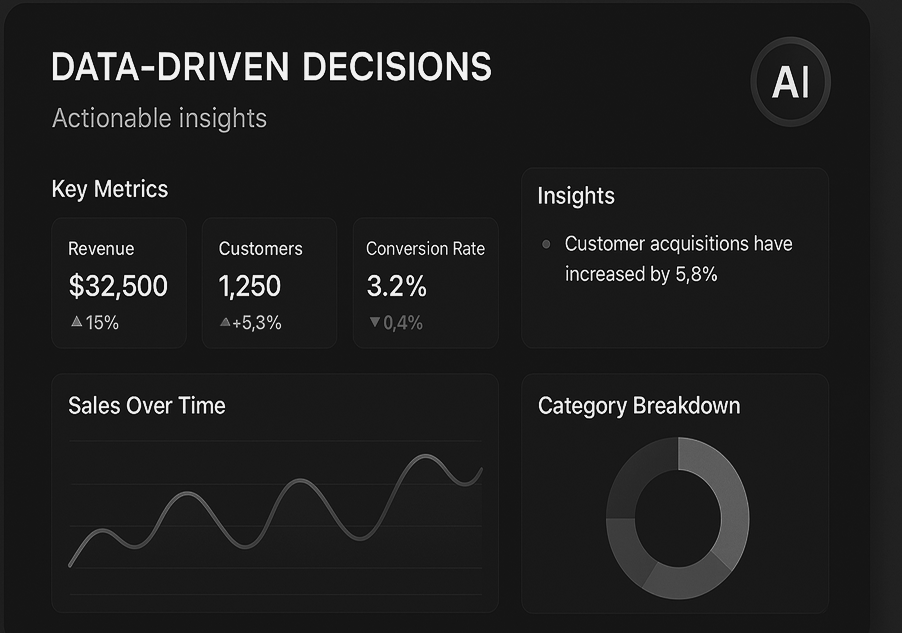 DATA-DRIVEN DECISIONS
AI
Actionable insights
Key Metrics
Revenue
$32,500
▲15%
Customers
1,250
▲+5,3%
Conversion Rate
3.2%
▼0,4%
Insights
• Customer acquisitions have
increased by 5,8%
Sales Over Time
Category Breakdown